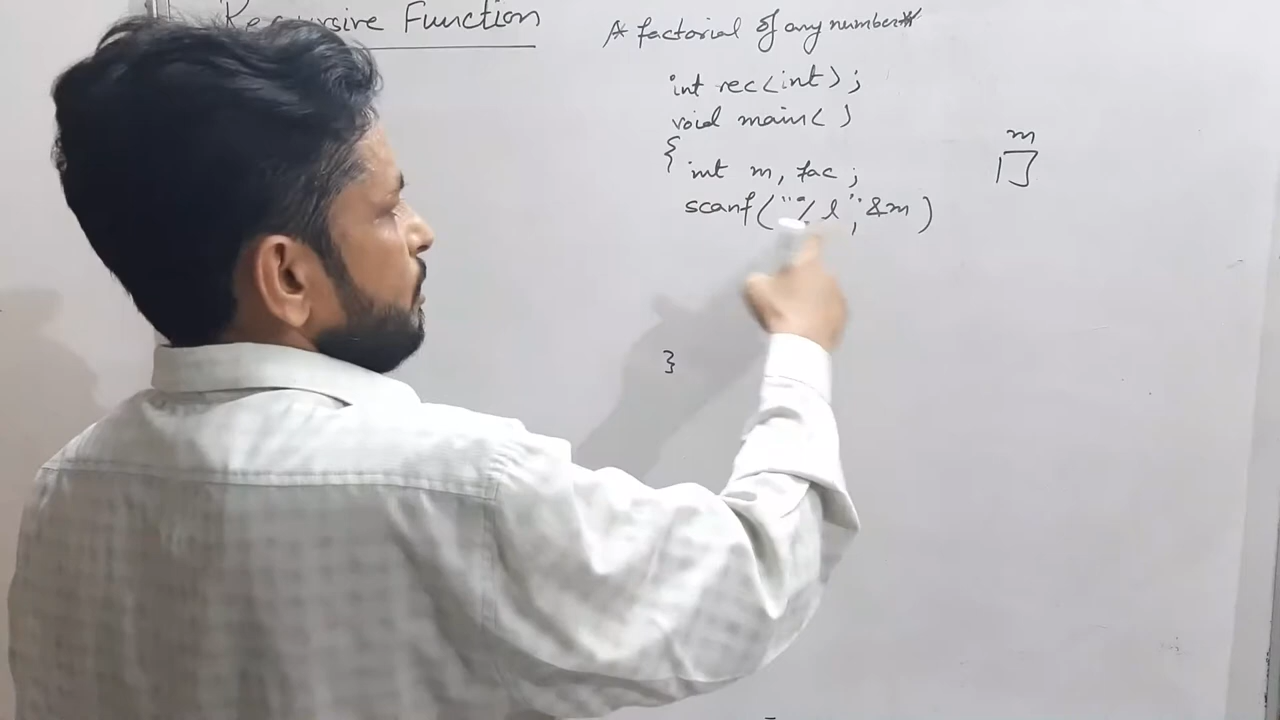 Recursive Function
* factorial of any number **
int rec(int);
void main( )
{
int m, fac ;
scanf("%d", &m )
}
m